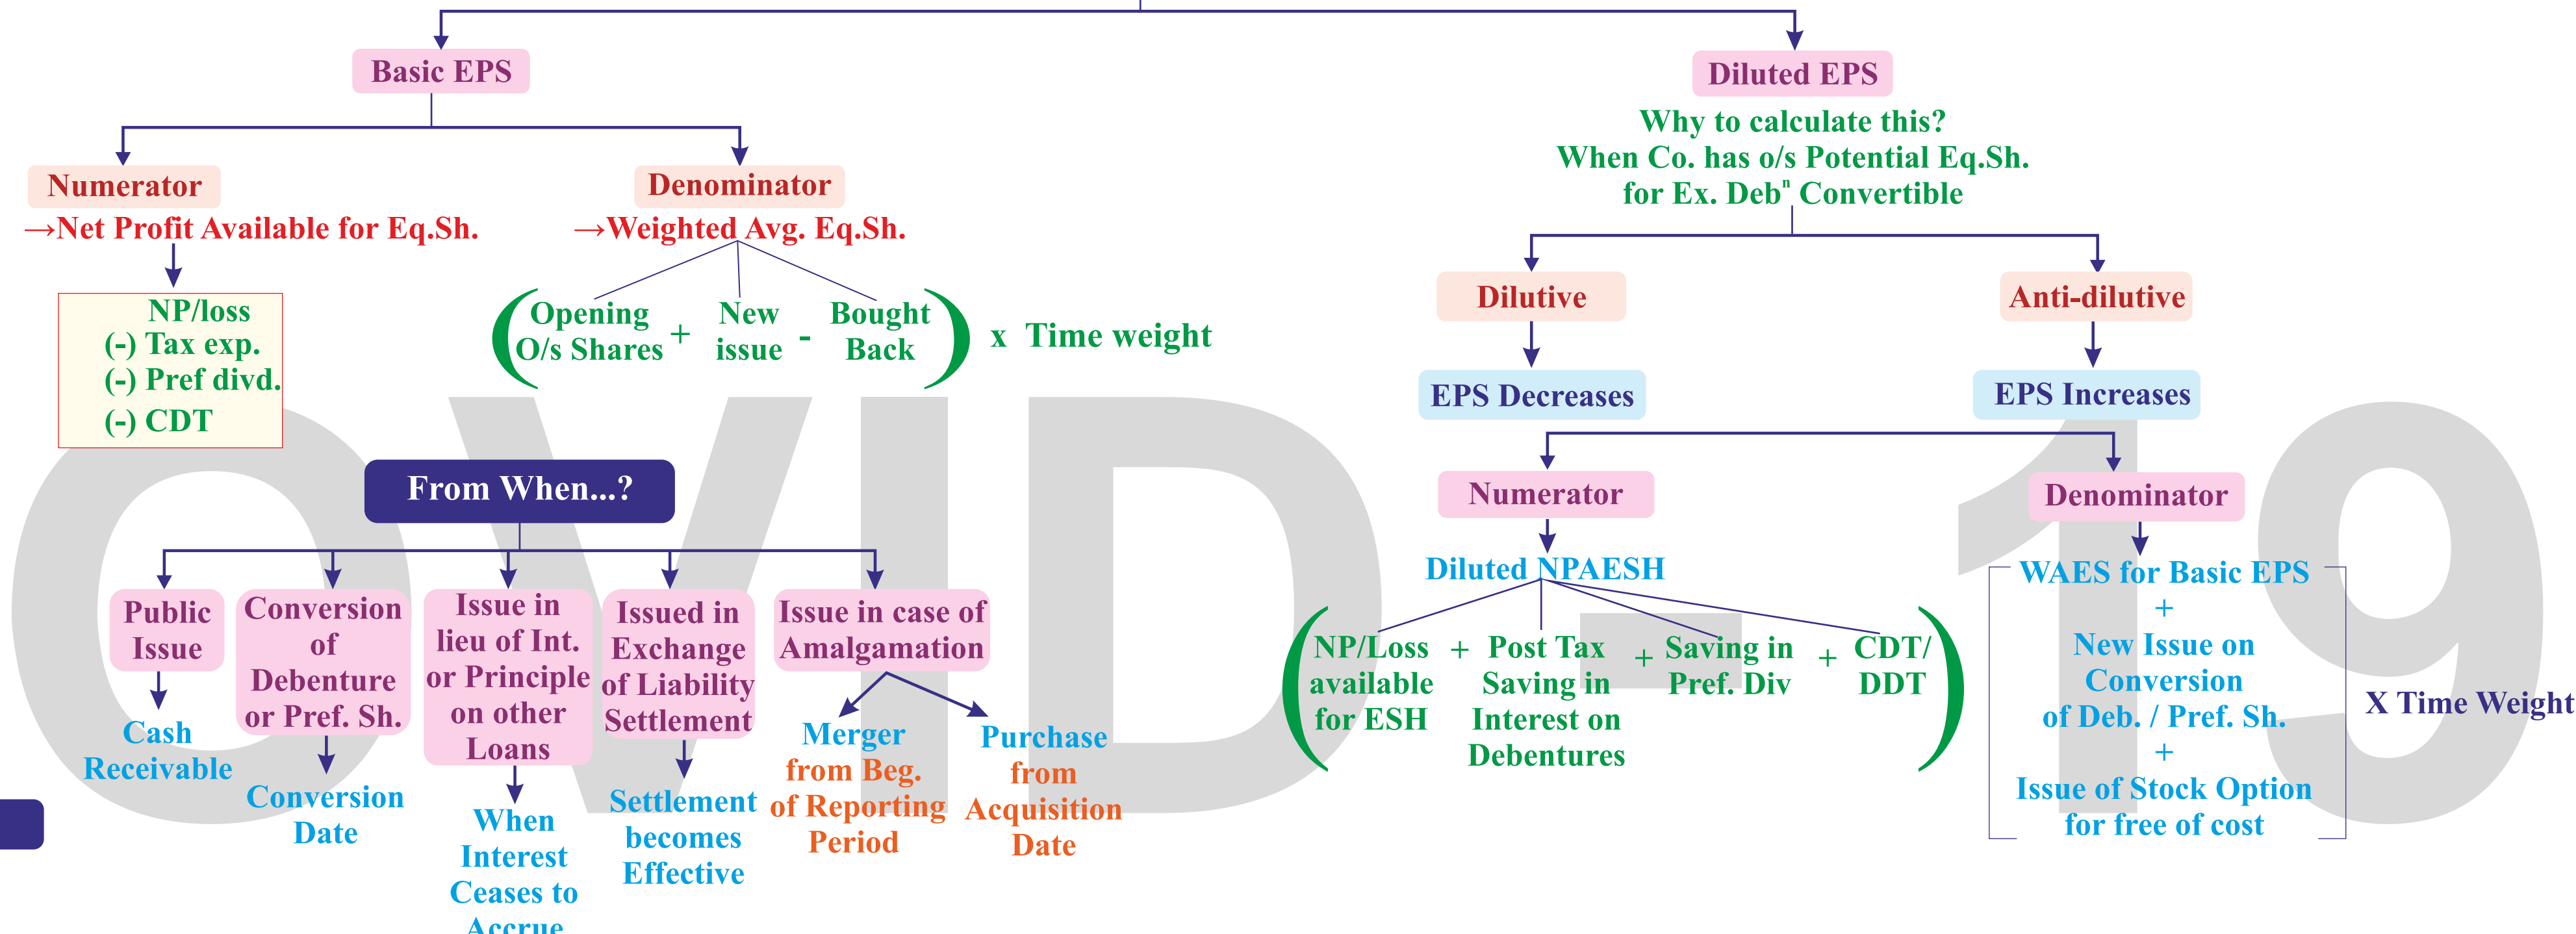 Basic EPS
Numerator
→Net Profit Available for Eq.Sh.
NP/loss
(-) Tax exp.
(-) Pref divd.
(-) CDT
Denominator
→Weighted Avg. Eq.Sh.
( Opening
O/s Shares
+
New
issue
-
Bought
Back )
x Time weight
From When...?
Public
Issue
Cash
Receivable
Conversion
of
Debenture
or Pref. Sh.
Conversion
Date
Issue in
lieu of Int.
or Principle
on other
Loans
When
Interest
Ceases to
Accrue
Issued in
Exchange
of Liability
Settlement
Settlement
becomes
Effective
Issue in case of
Amalgamation
Merger
from Beg.
of Reporting
Period
Purchase
from
Acquisition
Date
Diluted EPS
Why to calculate this?
When Co. has o/s Potential Eq.Sh.
for Ex. Debⁿ Convertible
Dilutive
EPS Decreases
Anti-dilutive
EPS Increases
Numerator
Diluted NPAESH
( NP/Loss
available
for ESH
+
Post Tax
Saving in
Interest on
Debentures
+
Saving in
Pref. Div
+
CDT/
DDT )
Denominator
WAES for Basic EPS
+
New Issue on
Conversion
of Deb. / Pref. Sh.
+
Issue of Stock Option
for free of cost
X Time Weight
OVID - 19